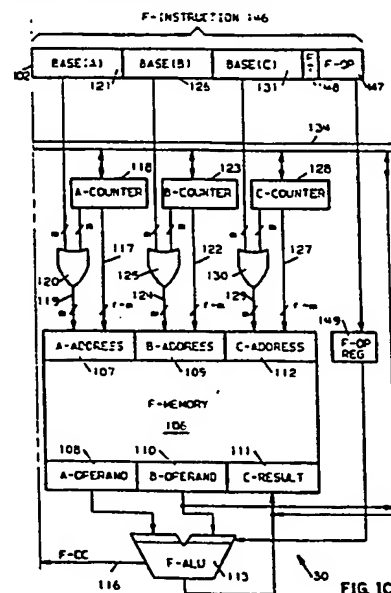 F-INSTRUCTION 146
102 BASE(A) BASE(B) BASE(C) F-OP
121 126 131 148 147
134
118 123 128
A-COUNTER B-COUNTER C-COUNTER
m m m m m m
117 122 127
120 125 130
119 124 129
m r-m m r-m m r-m
149
A-ADDRESS B-ADDRESS C-ADDRESS F-OP
107 109 112 REG
F-MEMORY
106
108 110 111
A-OPERAND B-OPERAND C-RESULT
F-CC
116 F-ALU 113 30
FIG. 1C